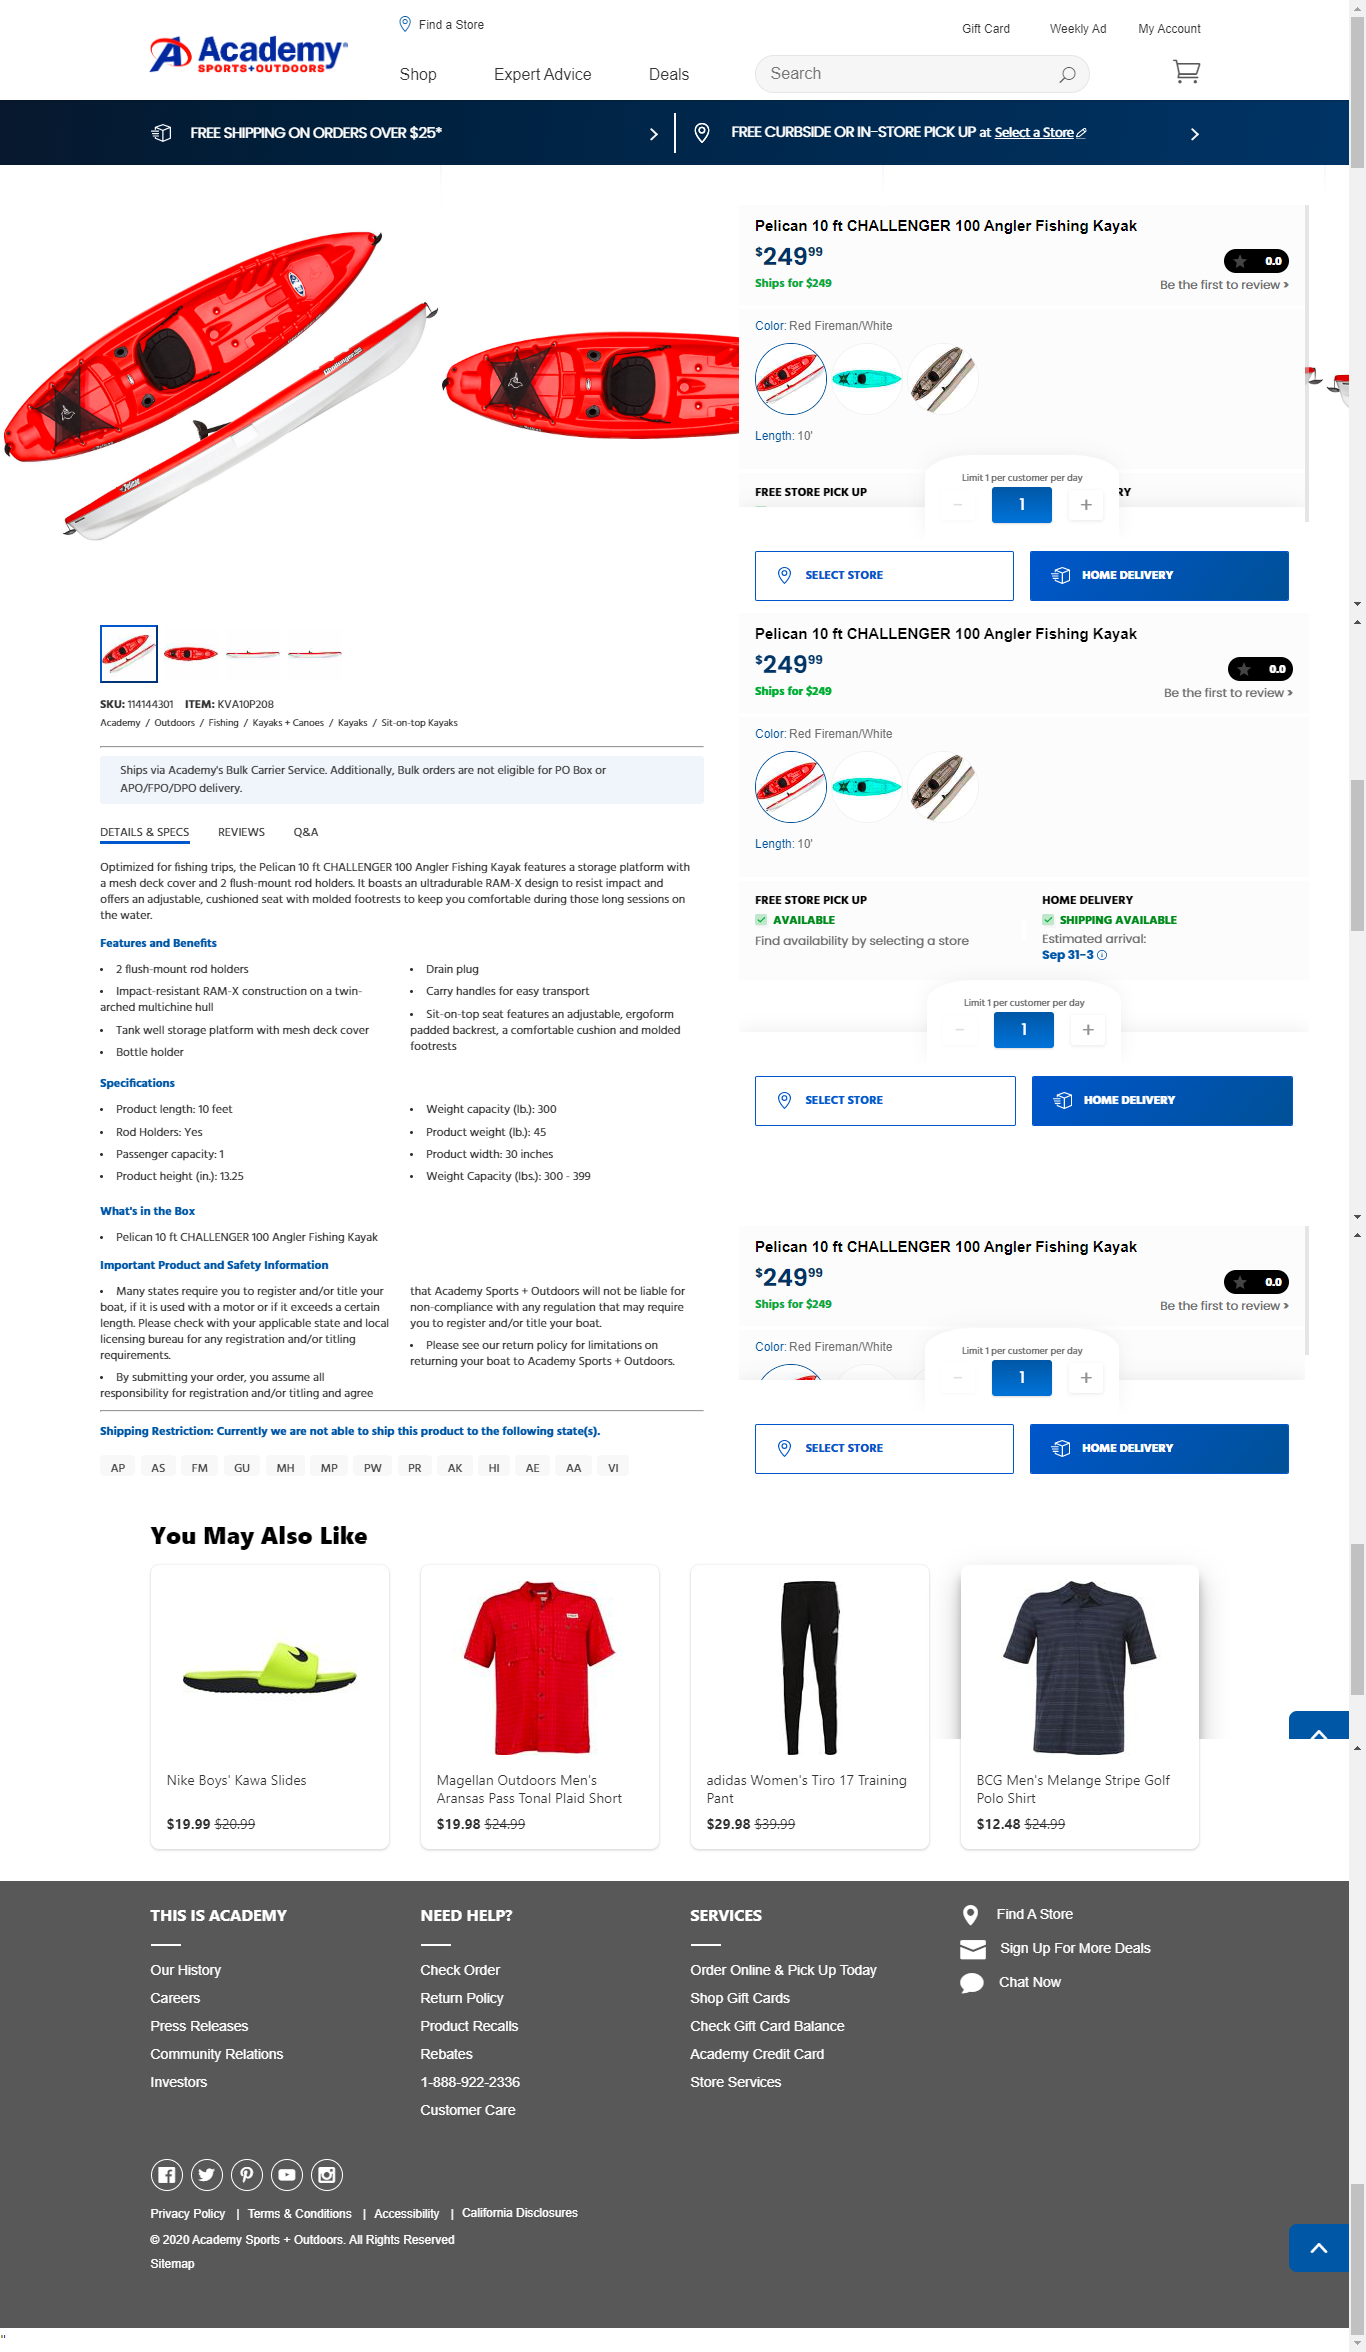 Find a Store
Gift Card
Weekly Ad
My Account
Academy
SPORTS+OUTDOORS
Shop
Expert Advice
Deals
Search
FREE SHIPPING ON ORDERS OVER $25*
FREE CURBSIDE OR IN-STORE PICK UP at Select a Store
Pelican 10 ft CHALLENGER 100 Angler Fishing Kayak
$249 99
0.0
Ships for $249
Be the first to review >
Color: Red Fireman/White
Length: 10'
Limit 1 per customer per day
FREE STORE PICK UP
RY
- 1 +
SELECT STORE
HOME DELIVERY
SKU: 114144301 ITEM: KVA10P208
Academy / Outdoors / Fishing / Kayaks + Canoes / Kayaks / Sit-on-top Kayaks
Ships via Academy's Bulk Carrier Service. Additionally, Bulk orders are not eligible for PO Box or
APO/FPO/DPO delivery.
DETAILS & SPECS
REVIEWS
Q&A
Optimized for fishing trips, the Pelican 10 ft CHALLENGER 100 Angler Fishing Kayak features a storage platform with
a mesh deck cover and 2 flush-mount rod holders. It boasts an ultradurable RAM-X design to resist impact and
offers an adjustable, cushioned seat with molded footrests to keep you comfortable during those long sessions on
the water.
Features and Benefits
• 2 flush-mount rod holders
• Impact-resistant RAM-X construction on a twin-
arched multichine hull
• Tank well storage platform with mesh deck cover
• Bottle holder
• Drain plug
• Carry handles for easy transport
• Sit-on-top seat features an adjustable, ergoform
padded backrest, a comfortable cushion and molded
footrests
Specifications
• Product length: 10 feet
• Rod Holders: Yes
• Passenger capacity: 1
• Product height (in.): 13.25
• Weight capacity (lb.): 300
• Product weight (lb.): 45
• Product width: 30 inches
• Weight Capacity (lbs.): 300 - 399
What's in the Box
• Pelican 10 ft CHALLENGER 100 Angler Fishing Kayak
Important Product and Safety Information
• Many states require you to register and/or title your
boat, if it is used with a motor or if it exceeds a certain
length. Please check with your applicable state and local
licensing bureau for any registration and/or titling
requirements.
• By submitting your order, you assume all
responsibility for registration and/or titling and agree
that Academy Sports + Outdoors will not be liable for
non-compliance with any regulation that may require
you to register and/or title your boat.
• Please see our return policy for limitations on
returning your boat to Academy Sports + Outdoors.
Shipping Restriction: Currently we are not able to ship this product to the following state(s).
AP AS FM GU MH MP PW PR AK HI AE AA VI
Pelican 10 ft CHALLENGER 100 Angler Fishing Kayak
$249 99
0.0
Ships for $249
Be the first to review >
Color: Red Fireman/White
Length: 10'
FREE STORE PICK UP
AVAILABLE
Find availability by selecting a store
HOME DELIVERY
SHIPPING AVAILABLE
Estimated arrival:
Sep 31-3
Limit 1 per customer per day
- 1 +
SELECT STORE
HOME DELIVERY
Pelican 10 ft CHALLENGER 100 Angler Fishing Kayak
$249 99
0.0
Ships for $249
Be the first to review >
Color: Red Fireman/White
Limit 1 per customer per day
- 1 +
SELECT STORE
HOME DELIVERY
You May Also Like
Nike Boys' Kawa Slides
$19.99 $20.99
Magellan Outdoors Men's
Aransas Pass Tonal Plaid Short
$19.98 $24.99
adidas Women's Tiro 17 Training
Pant
$29.98 $39.99
BCG Men's Melange Stripe Golf
Polo Shirt
$12.48 $24.99
THIS IS ACADEMY
Our History
Careers
Press Releases
Community Relations
Investors
NEED HELP?
Check Order
Return Policy
Product Recalls
Rebates
1-888-922-2336
Customer Care
SERVICES
Order Online & Pick Up Today
Shop Gift Cards
Check Gift Card Balance
Academy Credit Card
Store Services
Find A Store
Sign Up For More Deals
Chat Now
Privacy Policy | Terms & Conditions | Accessibility | California Disclosures
© 2020 Academy Sports + Outdoors. All Rights Reserved
Sitemap
"